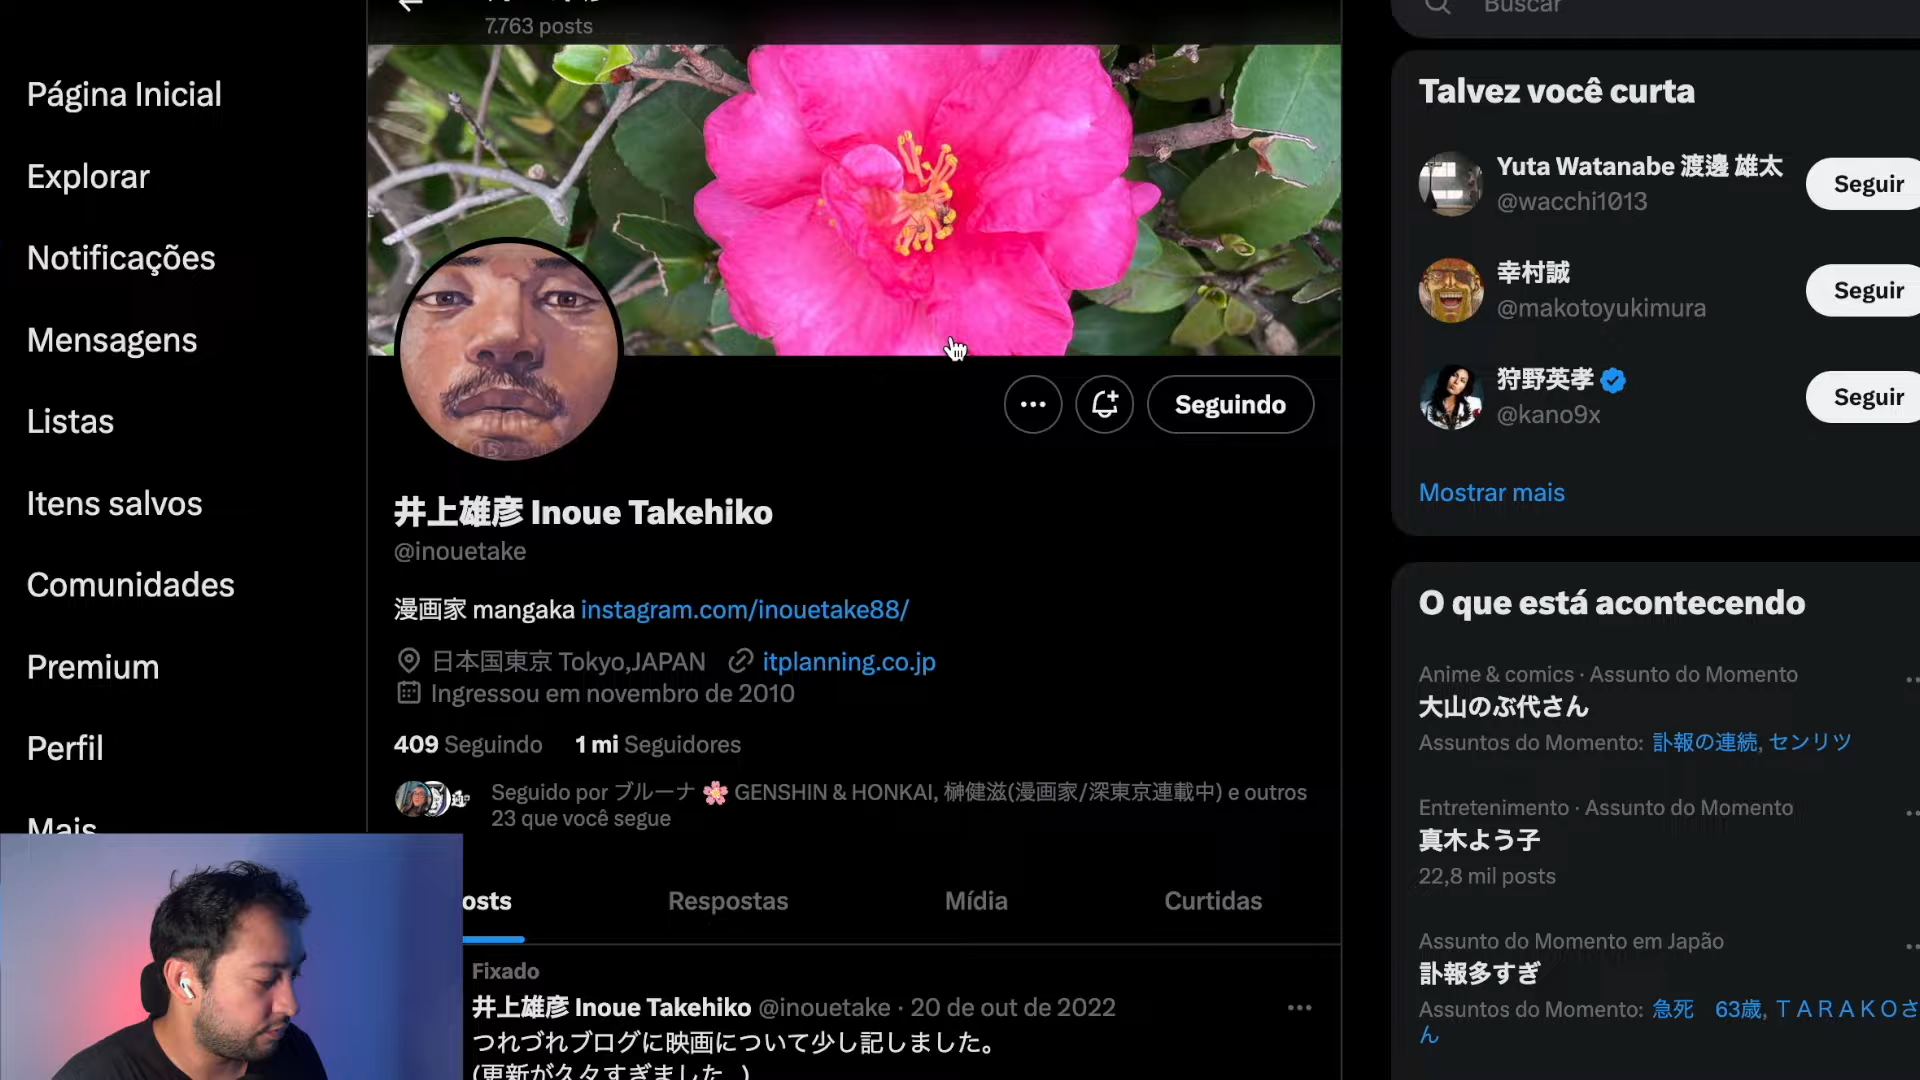 7.763 posts
Buscar
Página Inicial
Explorar
Notificações
Mensagens
Listas
Itens salvos
Comunidades
Premium
Perfil
Mais
Seguindo
井上雄彦 Inoue Takehiko
@inouetake
漫画家 mangaka instagram.com/inouetake88/
日本国東京 Tokyo,JAPAN itplanning.co.jp
Ingressou em novembro de 2010
409 Seguindo 1 mi Seguidores
Seguido por ブルーナ 🌸 GENSHIN & HONKAI, 榊健滋(漫画家/深東京連載中) e outros
23 que você segue
osts Respostas Mídia Curtidas
Fixado
井上雄彦 Inoue Takehiko @inouetake · 20 de out de 2022
つれづれブログに映画について少し記しました。
(更新が久々すぎました
Talvez você curta
Yuta Watanabe 渡邊 雄太
@wacchi1013
Seguir
幸村誠
@makotoyukimura
Seguir
狩野英孝
@kano9x
Seguir
Mostrar mais
O que está acontecendo
Anime & comics · Assunto do Momento
大山のぶ代さん
Assuntos do Momento: 訃報の連続, センリツ
Entretenimento · Assunto do Momento
真木よう子
22,8 mil posts
Assunto do Momento em Japão
訃報多すぎ
Assuntos do Momento: 急死 63歳, ＴＡＲＡＫＯさ
ん